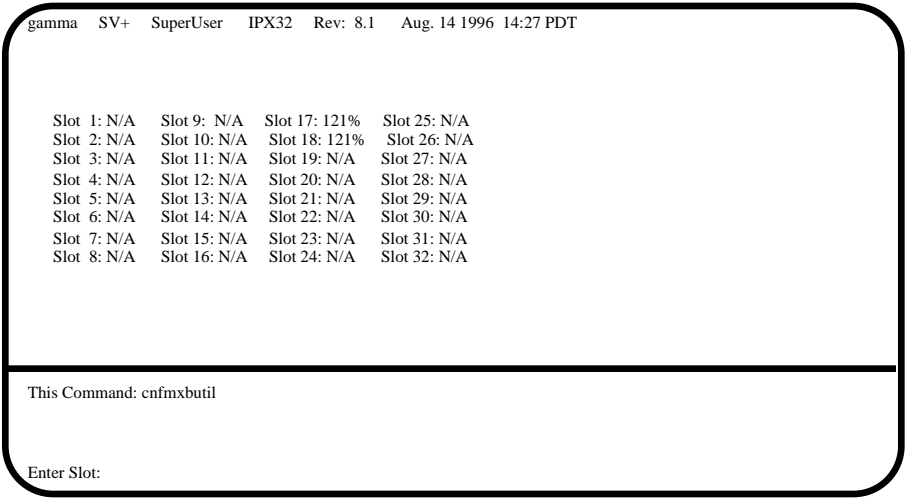 gamma SV+ SuperUser IPX32 Rev: 8.1 Aug. 14 1996 14:27 PDT
Slot 1: N/A Slot 9: N/A Slot 17: 121% Slot 25: N/A
Slot 2: N/A Slot 10: N/A Slot 18: 121% Slot 26: N/A
Slot 3: N/A Slot 11: N/A Slot 19: N/A Slot 27: N/A
Slot 4: N/A Slot 12: N/A Slot 20: N/A Slot 28: N/A
Slot 5: N/A Slot 13: N/A Slot 21: N/A Slot 29: N/A
Slot 6: N/A Slot 14: N/A Slot 22: N/A Slot 30: N/A
Slot 7: N/A Slot 15: N/A Slot 23: N/A Slot 31: N/A
Slot 8: N/A Slot 16: N/A Slot 24: N/A Slot 32: N/A
This Command: cnfmxbutil
Enter Slot: